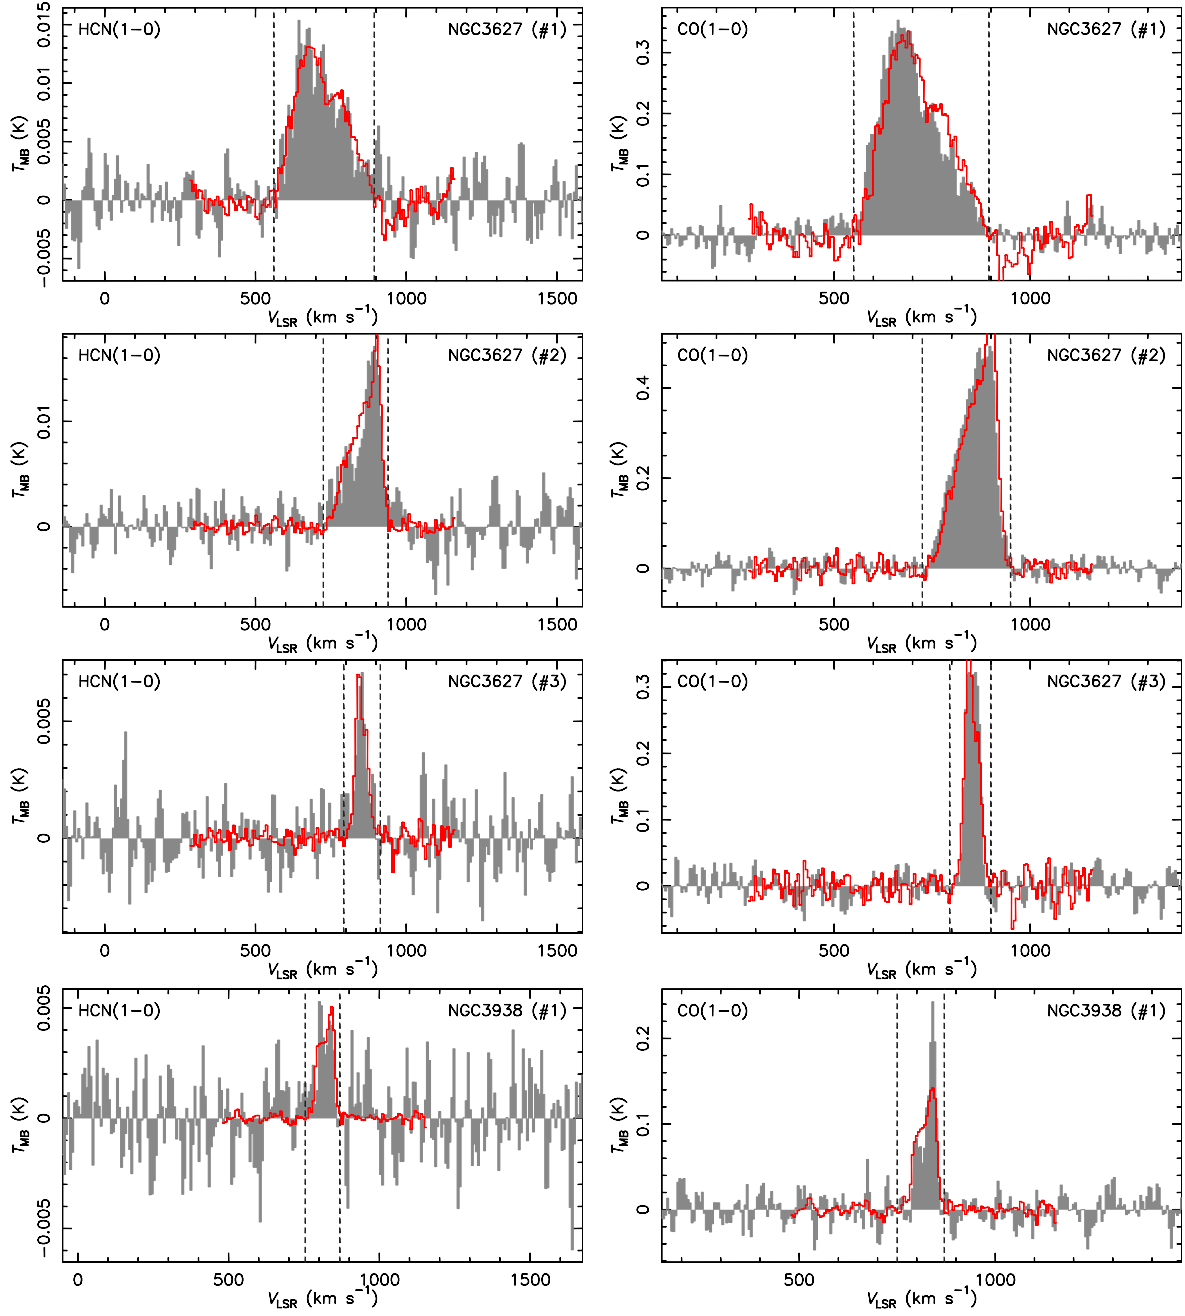 HCN(1−0) NGC3627 (#1) CO(1−0) NGC3627 (#1)
0.015 0.01 0.005 0 −0.005
T_MB (K)
0 500 1000 1500
V_LSR (km s⁻¹)
0.3 0.2 0.1 0
T_MB (K)
500 1000
V_LSR (km s⁻¹)
HCN(1−0) NGC3627 (#2) CO(1−0) NGC3627 (#2)
0.01 0
T_MB (K)
0 500 1000 1500
V_LSR (km s⁻¹)
0.4 0.2 0
T_MB (K)
500 1000
V_LSR (km s⁻¹)
HCN(1−0) NGC3627 (#3) CO(1−0) NGC3627 (#3)
0.005 0
T_MB (K)
0 500 1000 1500
V_LSR (km s⁻¹)
0.3 0.2 0.1 0
T_MB (K)
500 1000
V_LSR (km s⁻¹)
HCN(1−0) NGC3938 (#1) CO(1−0) NGC3938 (#1)
0.005 0 −0.005
T_MB (K)
0 500 1000 1500
V_LSR (km s⁻¹)
0.2 0.1 0
T_MB (K)
500 1000
V_LSR (km s⁻¹)